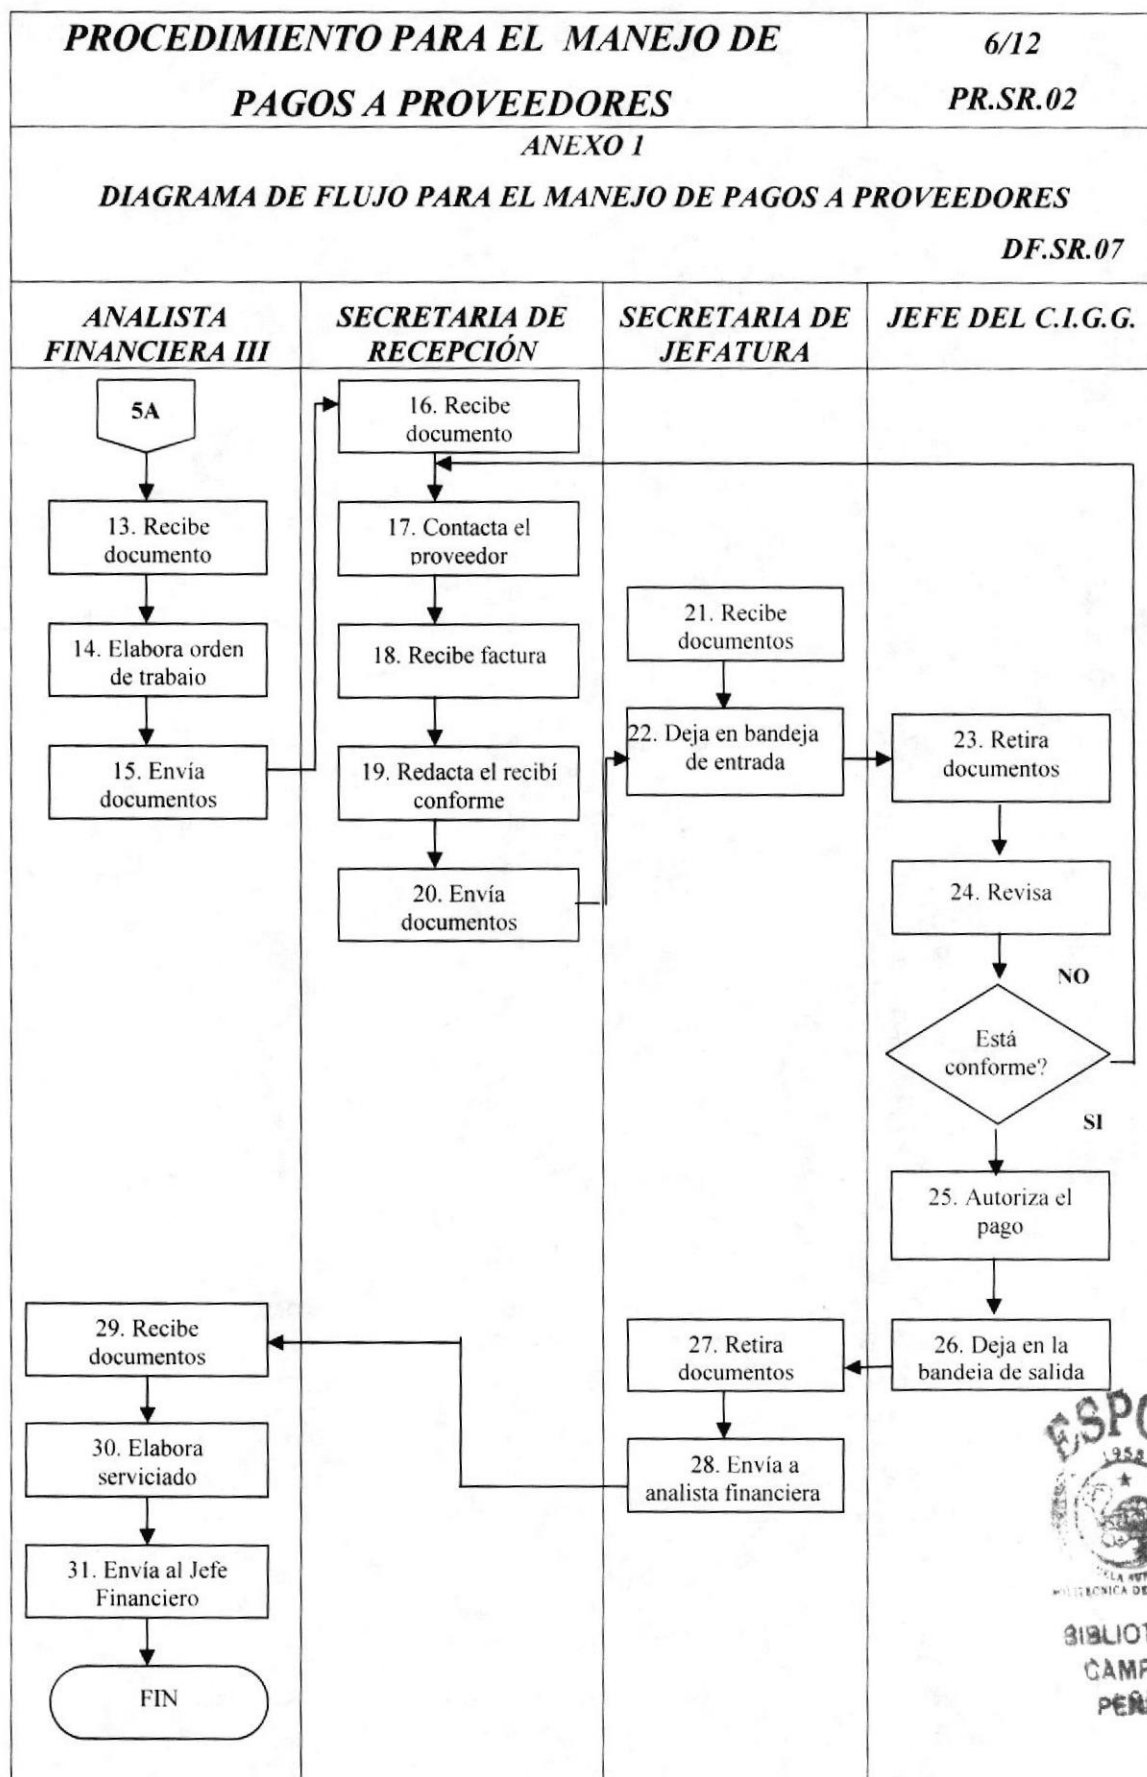 PROCEDIMIENTO PARA EL MANEJO DE
PAGOS A PROVEEDORES
6/12
PR.SR.02
ANEXO 1
DIAGRAMA DE FLUJO PARA EL MANEJO DE PAGOS A PROVEEDORES
DF.SR.07
ANALISTA
FINANCIERA III
SECRETARIA DE
RECEPCIÓN
SECRETARIA DE
JEFATURA
JEFE DEL C.I.G.G.
5A
13. Recibe
documento
14. Elabora orden
de trabaio
15. Envía
documentos
16. Recibe
documento
17. Contacta el
proveedor
18. Recibe factura
19. Redacta el recibí
conforme
20. Envía
documentos
21. Recibe
documentos
22. Deja en bandeja
de entrada
23. Retira
documentos
24. Revisa
NO
Está
conforme?
SI
25. Autoriza el
pago
26. Deja en la
bandeia de salida
27. Retira
documentos
28. Envía a
analista financiera
29. Recibe
documentos
30. Elabora
serviciado
31. Envía al Jefe
Financiero
FIN
ESPO
1958
POLITECNICA DE
BIBLIOT
CAMP
PEÑ